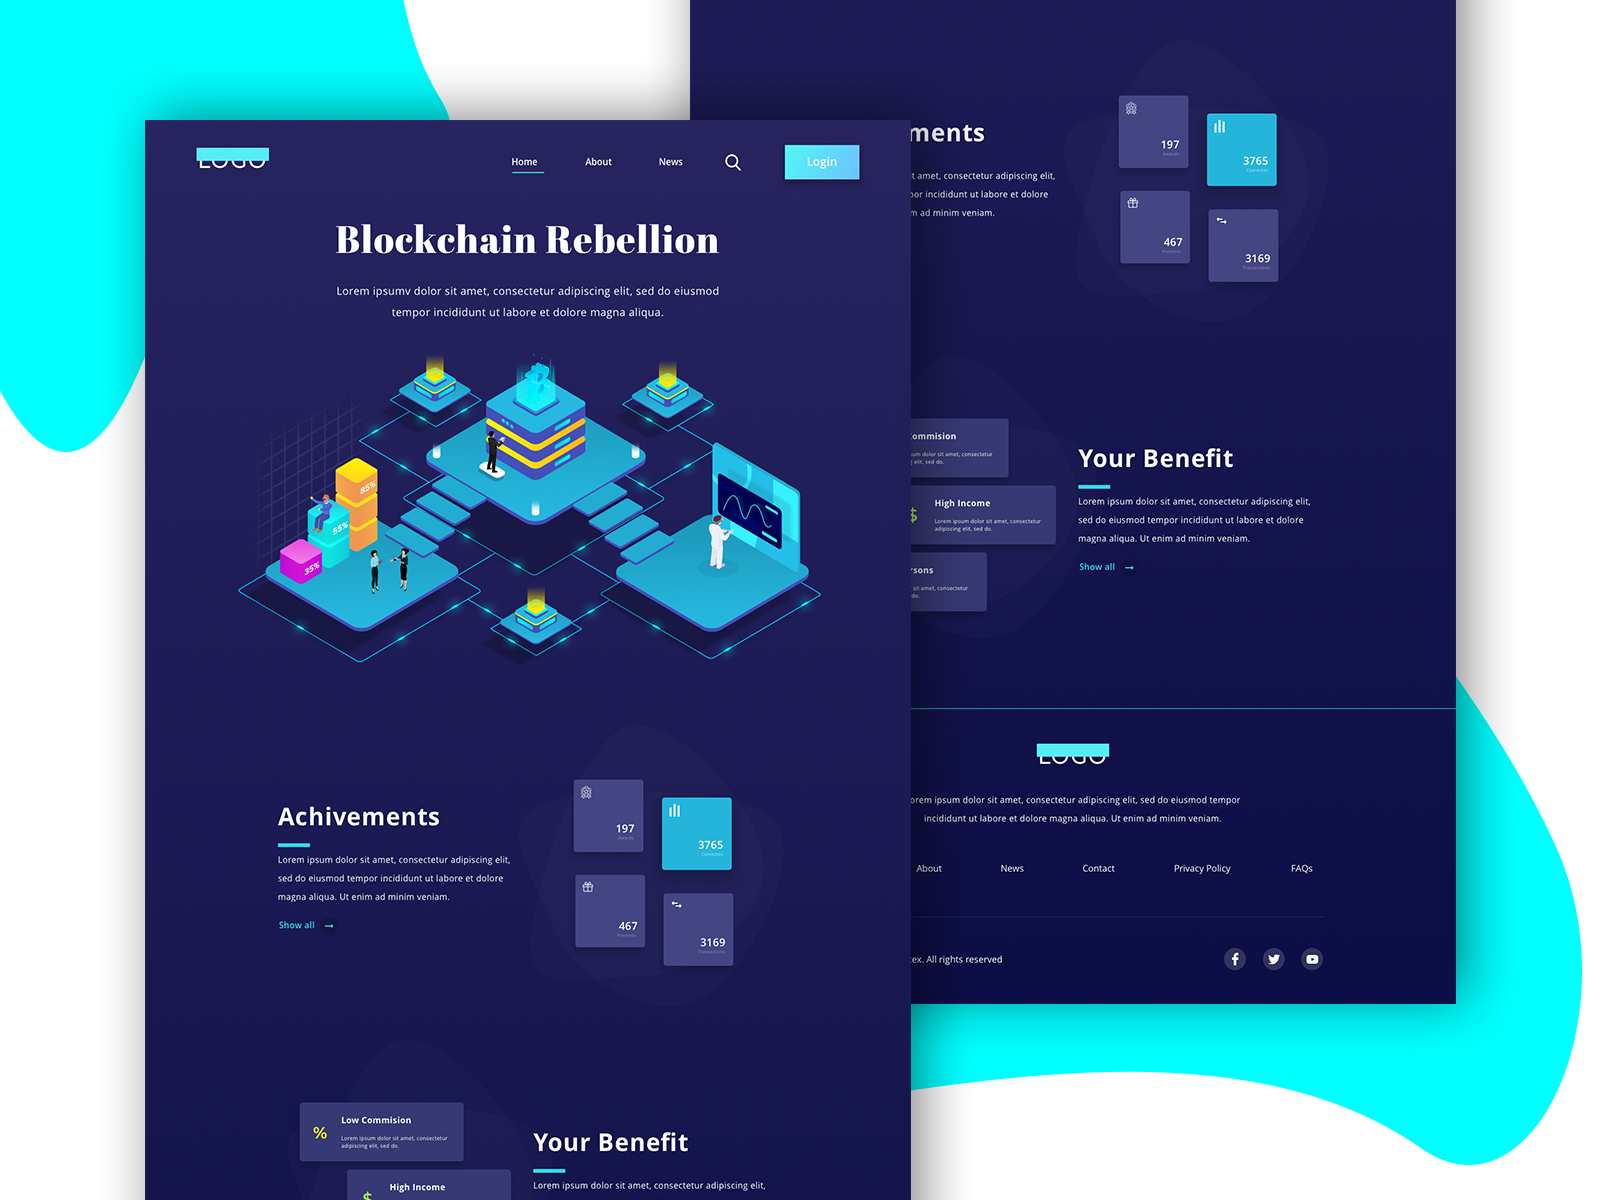 LOGO
Home
About
News
Login
Blockchain Rebellion
Lorem ipsumv dolor sit amet, consectetur adipiscing elit, sed do eiusmod
tempor incididunt ut labore et dolore magna aliqua.
85%
55%
35%
Achivements
Lorem ipsum dolor sit amet, consectetur adipiscing elit,
sed do eiusmod tempor incididunt ut labore et dolore
magna aliqua. Ut enim ad minim veniam.
Show all
197
3765
467
3169
Transactions
% Low Commision
Lorem ipsum dolor sit amet, consectetur
adipiscing elit, sed do.
$ High Income
Your Benefit
Lorem ipsum dolor sit amet, consectetur adipiscing elit,
ments
t amet, consectetur adipiscing elit,
por incididunt ut labore et dolore
m ad minim veniam.
197
3765
467
3169
Transactions
ommision
um dolor sit amet, consectetur
elit, sed do.
$ High Income
Lorem ipsum dolor sit amet, consectetur
adipiscing elit, sed do.
rsons
sit amet, consectetur
do.
Your Benefit
Lorem ipsum dolor sit amet, consectetur adipiscing elit,
sed do eiusmod tempor incididunt ut labore et dolore
magna aliqua. Ut enim ad minim veniam.
Show all
LOGO
orem ipsum dolor sit amet, consectetur adipiscing elit, sed do eiusmod tempor
incididunt ut labore et dolore magna aliqua. Ut enim ad minim veniam.
About
News
Contact
Privacy Policy
FAQs
tex. All rights reserved